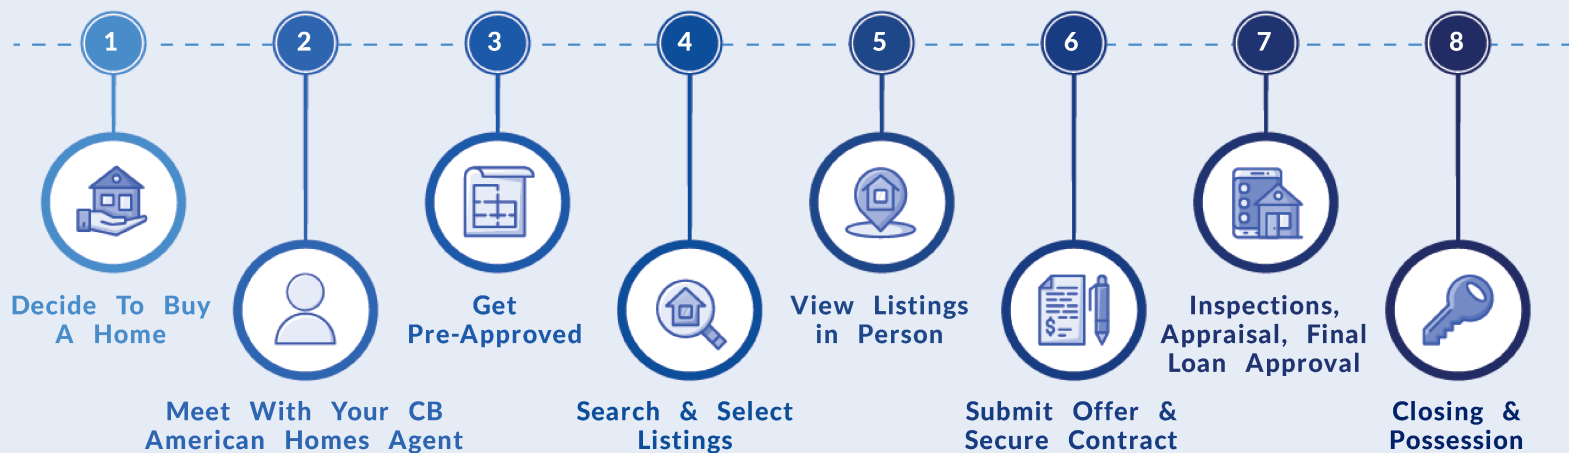 1
Decide To Buy
A Home
2
Meet With Your CB
American Homes Agent
3
Get
Pre-Approved
4
Search & Select
Listings
5
View Listings
in Person
6
$
Submit Offer &
Secure Contract
7
Inspections,
Appraisal, Final
Loan Approval
8
Closing &
Possession